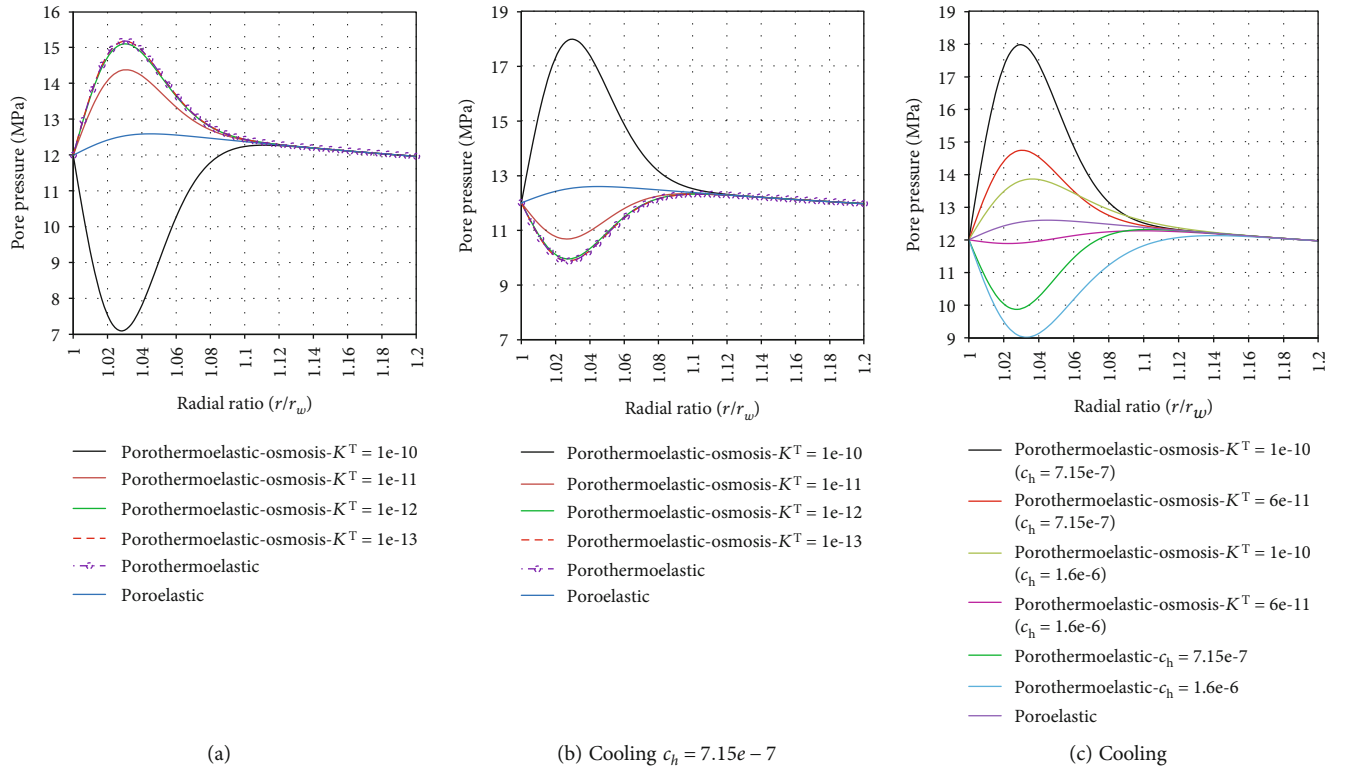 16
15
14
13
12
11
10
9
8
7
Pore pressure (MPa)
1
1.02
1.04
1.06
1.08
1.1
1.12
1.14
1.16
1.18
1.2
Radial ratio (r/r_w)
Porothermoelastic-osmosis-K^T = 1e-10
Porothermoelastic-osmosis-K^T = 1e-11
Porothermoelastic-osmosis-K^T = 1e-12
Porothermoelastic-osmosis-K^T = 1e-13
Porothermoelastic
Poroelastic
(a)
19
17
15
13
11
9
7
Pore pressure (MPa)
1
1.02
1.04
1.06
1.08
1.1
1.12
1.14
1.16
1.18
1.2
Radial ratio (r/r_w)
Porothermoelastic-osmosis-K^T = 1e-10
Porothermoelastic-osmosis-K^T = 1e-11
Porothermoelastic-osmosis-K^T = 1e-12
Porothermoelastic-osmosis-K^T = 1e-13
Porothermoelastic
Poroelastic
(b) Cooling c_h = 7.15e − 7
19
18
17
16
15
14
13
12
11
10
9
Pore pressure (MPa)
1
1.02
1.04
1.06
1.08
1.1
1.12
1.14
1.16
1.18
1.2
Radial ratio (r/r_w)
Porothermoelastic-osmosis-K^T = 1e-10
(c_h = 7.15e-7)
Porothermoelastic-osmosis-K^T = 6e-11
(c_h = 7.15e-7)
Porothermoelastic-osmosis-K^T = 1e-10
(c_h = 1.6e-6)
Porothermoelastic-osmosis-K^T = 6e-11
(c_h = 1.6e-6)
Porothermoelastic-c_h = 7.15e-7
Porothermoelastic-c_h = 1.6e-6
Poroelastic
(c) Cooling